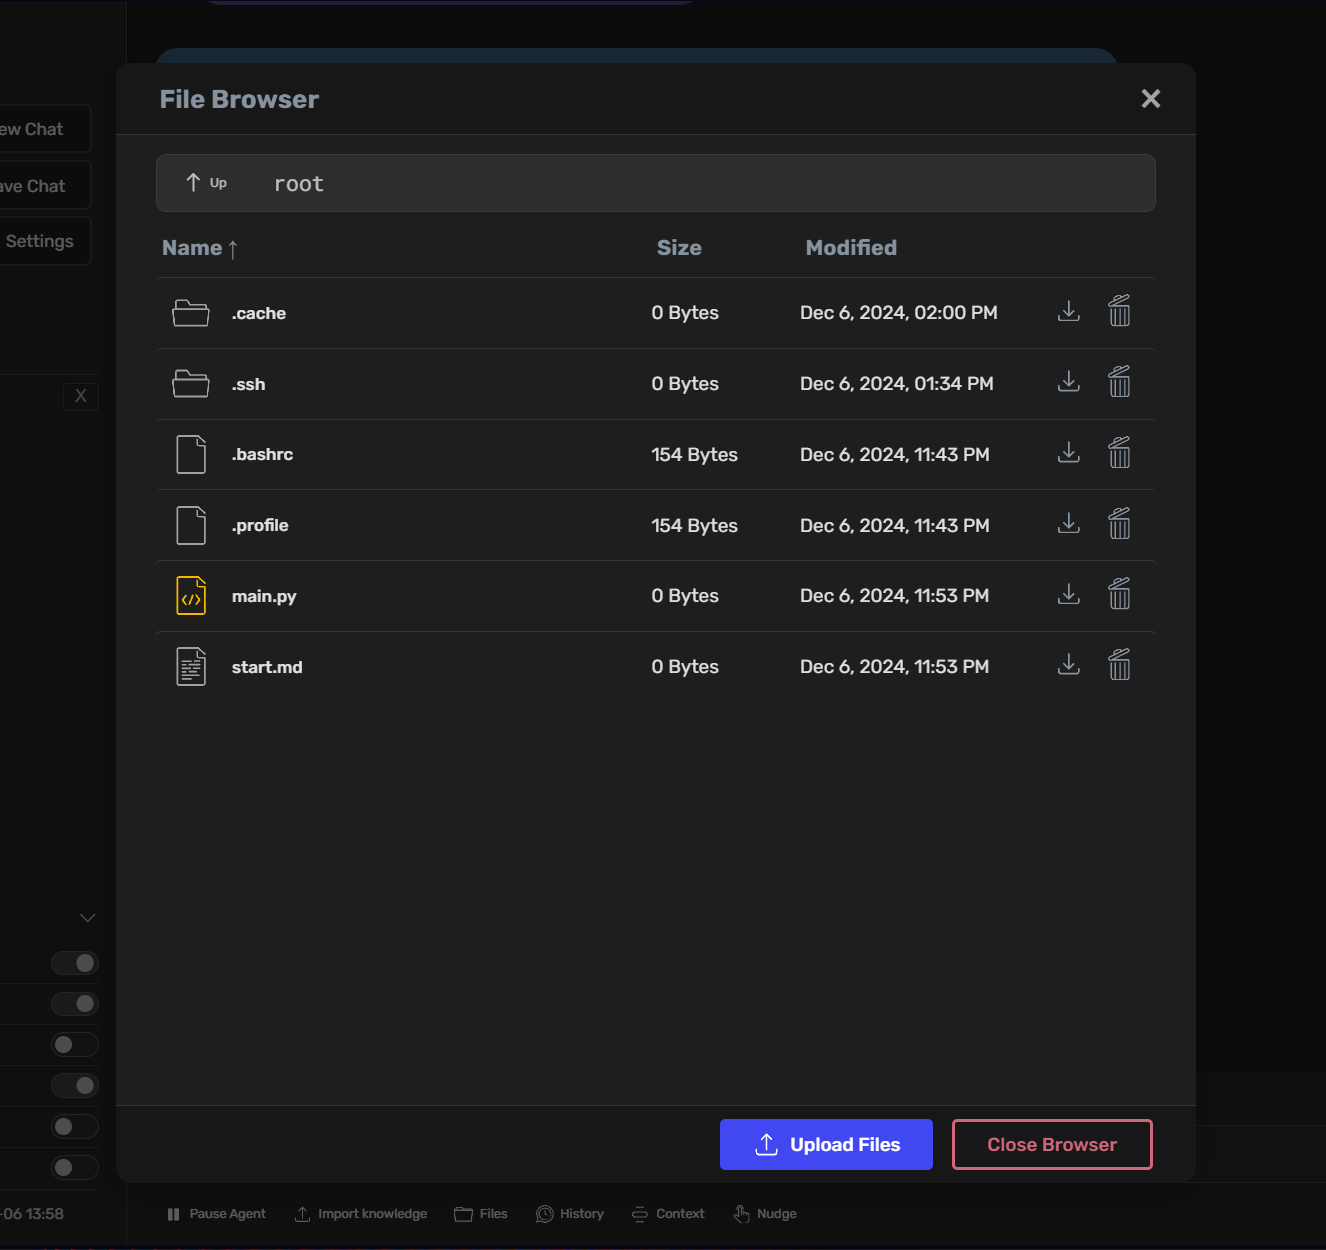 File Browser
ew Chat
Up root
ave Chat
Settings
Name ↑ Size Modified
.cache 0 Bytes Dec 6, 2024, 02:00 PM
.ssh 0 Bytes Dec 6, 2024, 01:34 PM
X
.bashrc 154 Bytes Dec 6, 2024, 11:43 PM
.profile 154 Bytes Dec 6, 2024, 11:43 PM
</> main.py 0 Bytes Dec 6, 2024, 11:53 PM
start.md 0 Bytes Dec 6, 2024, 11:53 PM
Upload Files Close Browser
-06 13:58 Pause Agent Import knowledge Files History Context Nudge